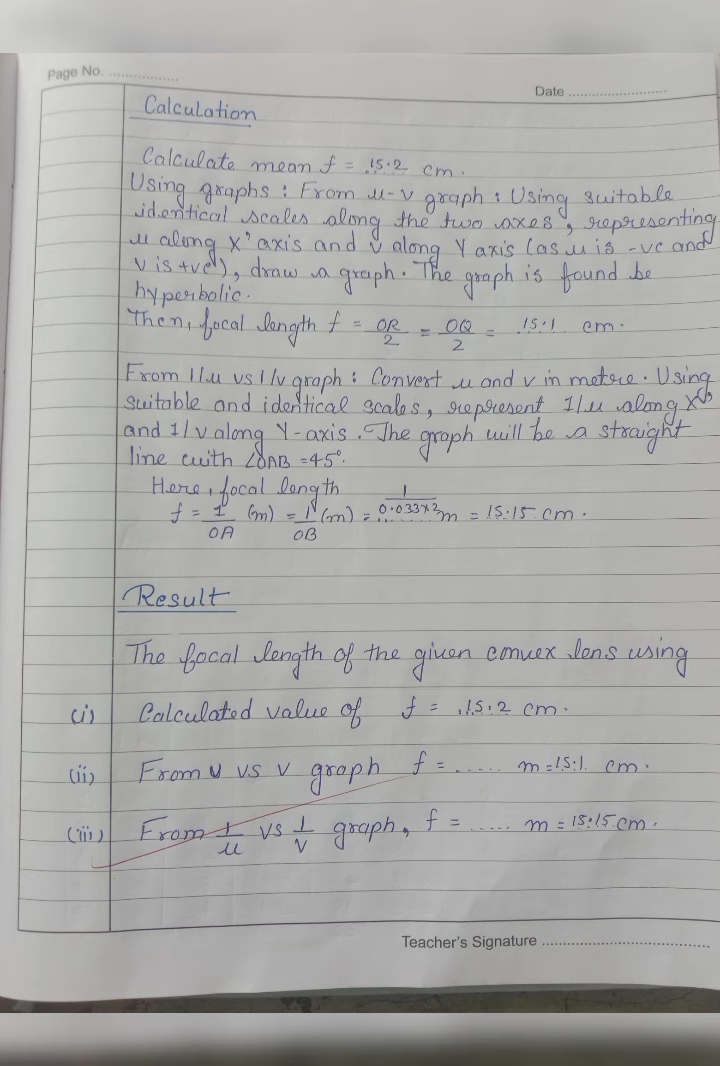 Page No. ..................
Date ..........................
Calculation
Calculate mean f = 15.2 cm.
Using graphs : From u-v graph : Using suitable
identical scales along the two axes, representing
u along X' axis and v along Y axis (as u is -ve and
v is +ve), draw a graph. The graph is found be
hyperbolic.
Then, focal length f = OR/2 = OQ/2 = 15.1 cm.
From 1/u vs 1/v graph : Convert u and v in metre. Using
suitable and identical scales, represent 1/u along
and 1/v along Y-axis. The graph will be a straight
line with ∠OAB = 45°.
Here, focal length
f = 1/OA (m) = 1/OB (m) = 1/0.033×2 m = 15.15 cm.
Result
The focal length of the given convex lens using
(i) Calculated value of f = 15.2 cm.
(ii) From u vs v graph f = ..... m = 15.1 cm.
(iii) From 1/u vs 1/v graph, f = ..... m = 15.15 cm.
Teacher's Signature ..........................................